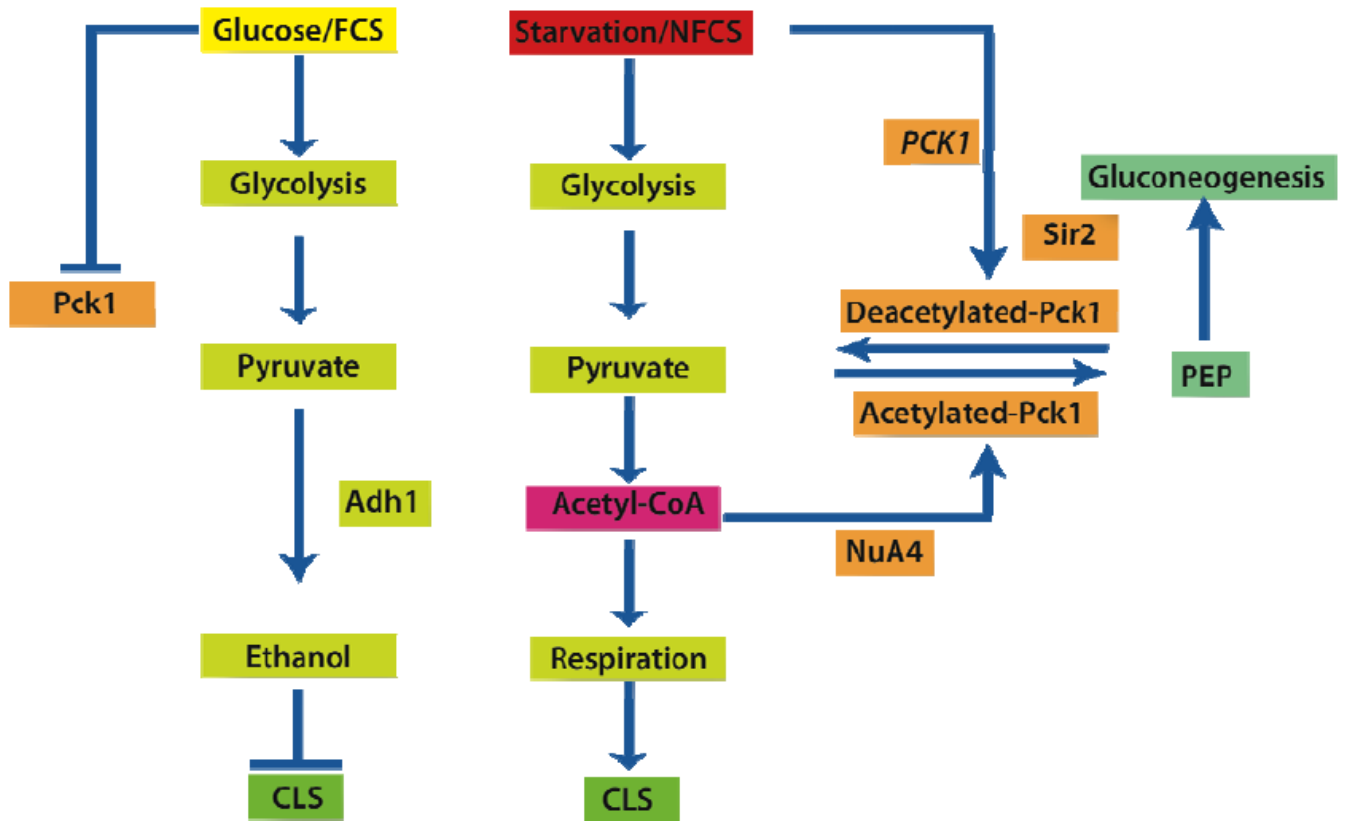 Glucose/FCS
Starvation/NFCS
PCK1
Glycolysis
Glycolysis
Gluconeogenesis
Sir2
Pck1
Deacetylated-Pck1
Pyruvate
Pyruvate
PEP
Acetylated-Pck1
Adh1
Acetyl-CoA
NuA4
Ethanol
Respiration
CLS
CLS